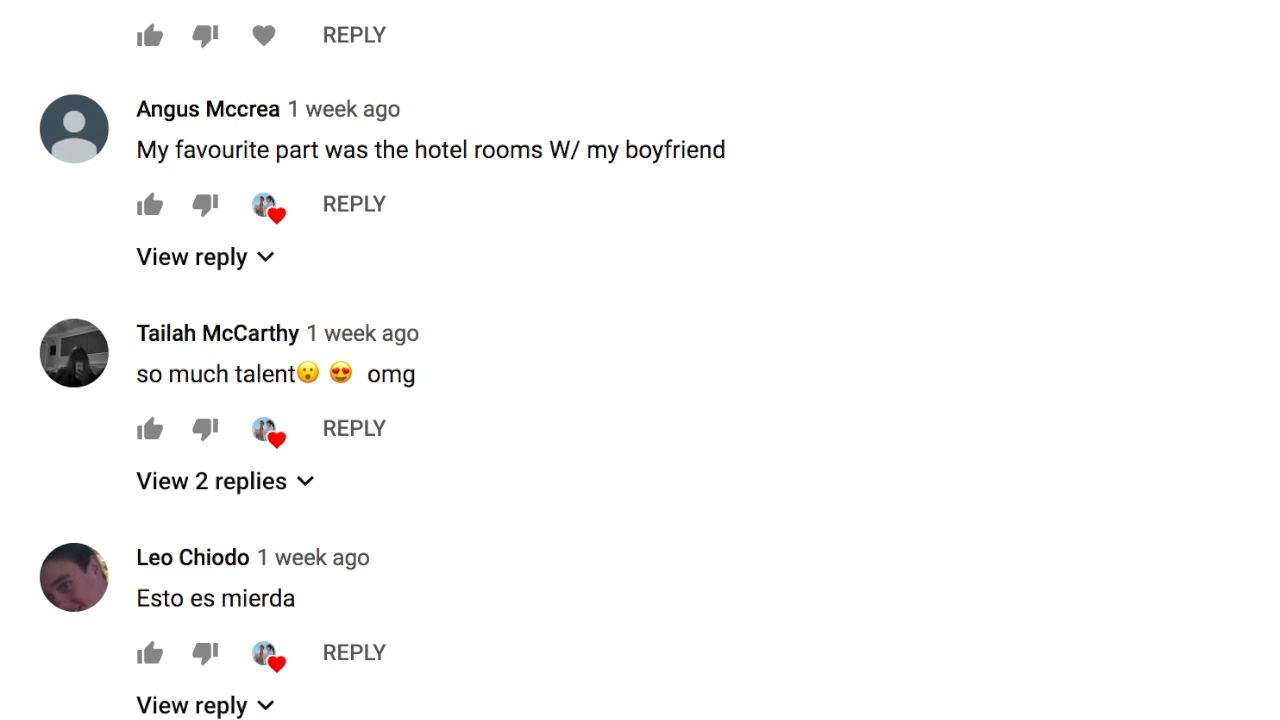 REPLY
Angus Mccrea 1 week ago
My favourite part was the hotel rooms W/ my boyfriend
REPLY
View reply
Tailah McCarthy 1 week ago
so much talent😮 😍 omg
REPLY
View 2 replies
Leo Chiodo 1 week ago
Esto es mierda
REPLY
View reply